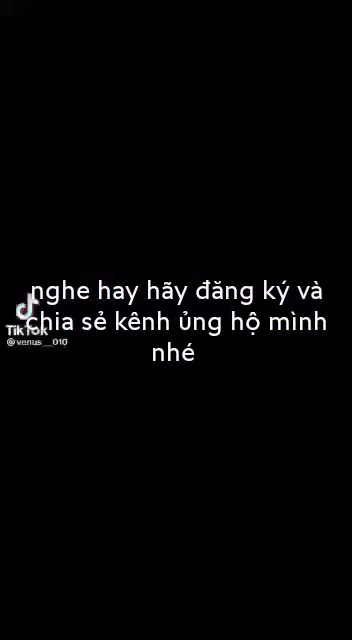 nghe hay hãy đăng ký và
chia sẻ kênh ủng hộ mình
nhé
TikTok
@venus__010